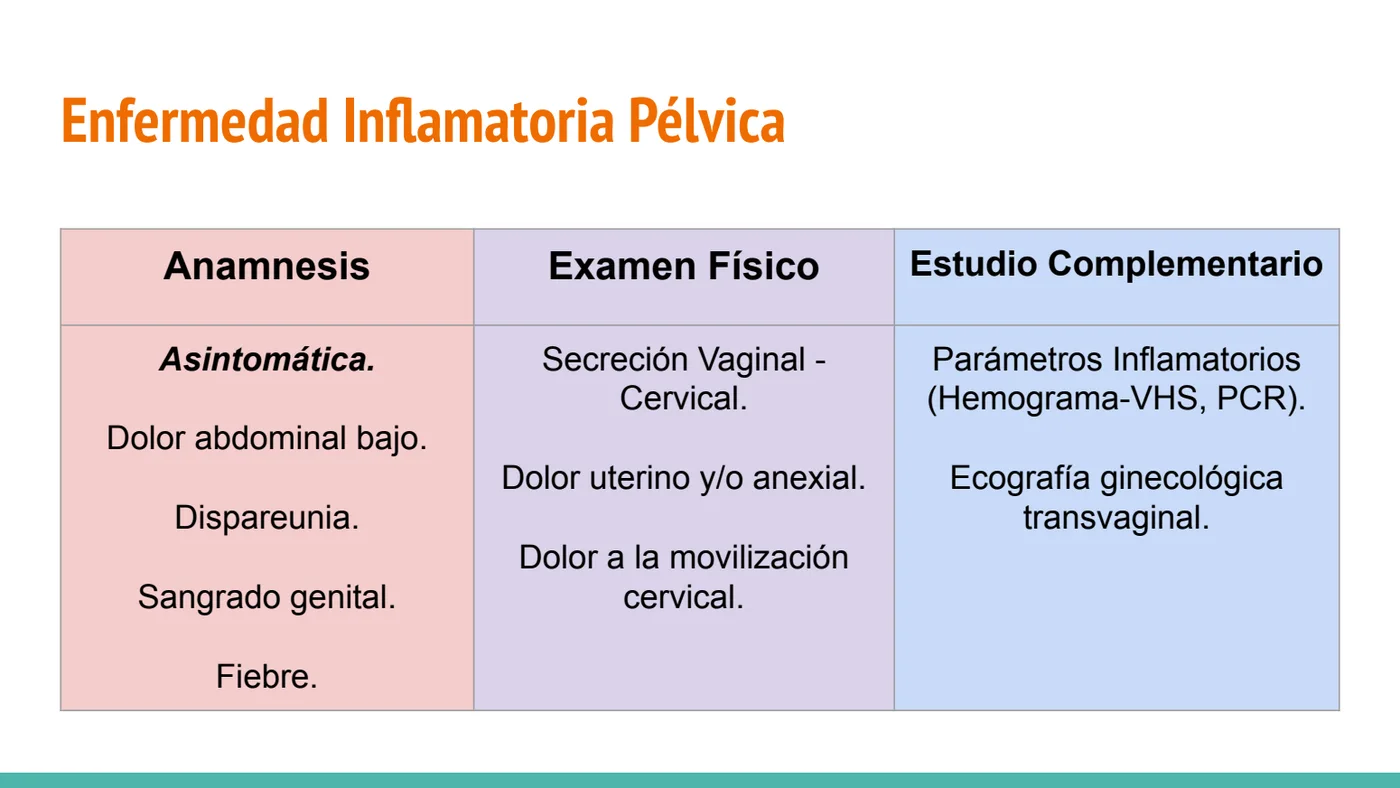 Enfermedad Inflamatoria Pélvica
Anamnesis
Examen Físico
Estudio Complementario
Asintomática.
Dolor abdominal bajo.
Dispareunia.
Sangrado genital.
Fiebre.
Secreción Vaginal -
Cervical.
Dolor uterino y/o anexial.
Dolor a la movilización
cervical.
Parámetros Inflamatorios
(Hemograma-VHS, PCR).
Ecografía ginecológica
transvaginal.